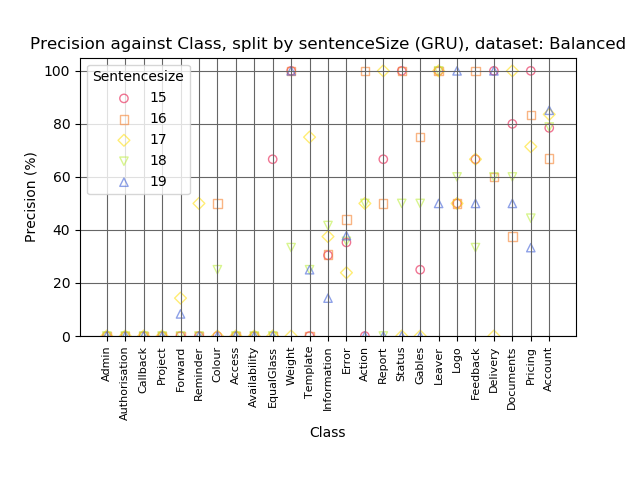 Precision against Class, split by sentenceSize (GRU), dataset: Balanced
100
80
60
40
20
0
Precision (%)
Sentencesize
15
16
17
18
19
Admin
Authorisation
Callback
Project
Forward
Reminder
Colour
Access
Availability
EqualGlass
Weight
Template
Information
Error
Action
Report
Status
Gables
Leaver
Logo
Feedback
Delivery
Documents
Pricing
Account
Class